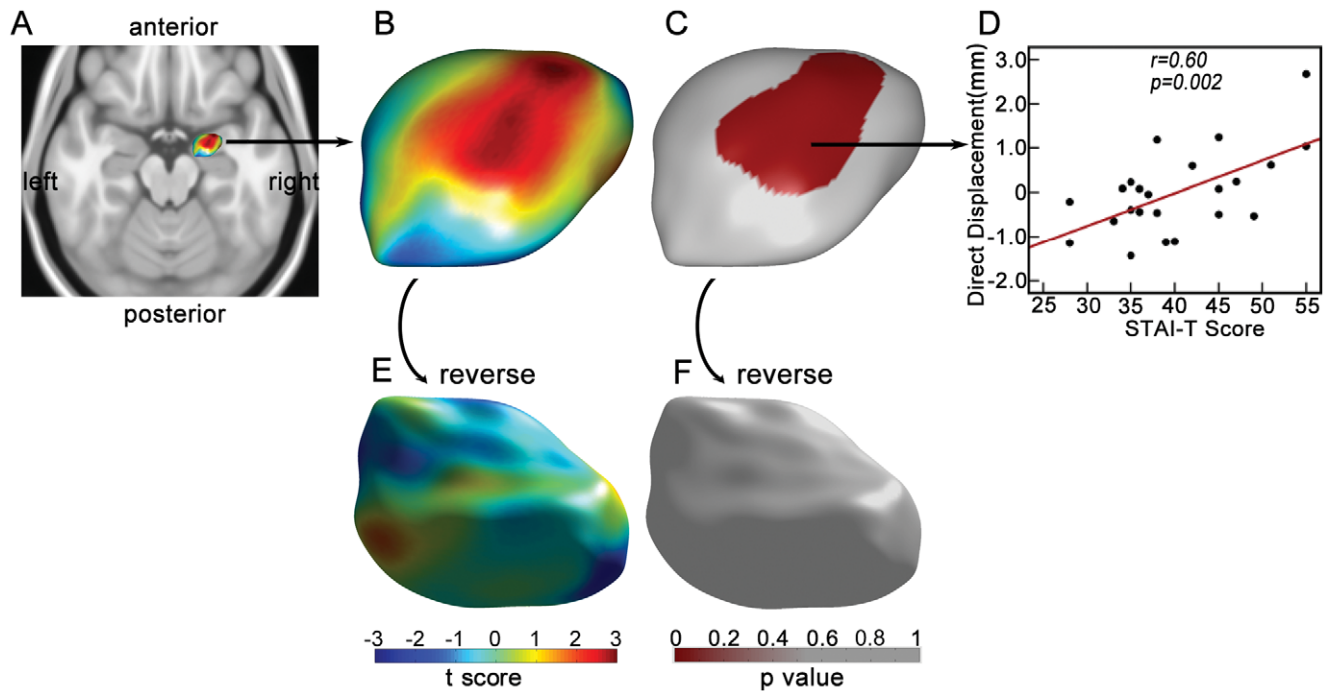 A
anterior
left
right
posterior
B
C
D
r=0.60
p=0.002
Direct Displacement(mm)
3.0
2.0
1.0
0
-1.0
-2.0
25 30 35 40 45 50 55
STAI-T Score
E reverse
F reverse
-3 -2 -1 0 1 2 3
t score
0 0.2 0.4 0.6 0.8 1
p value